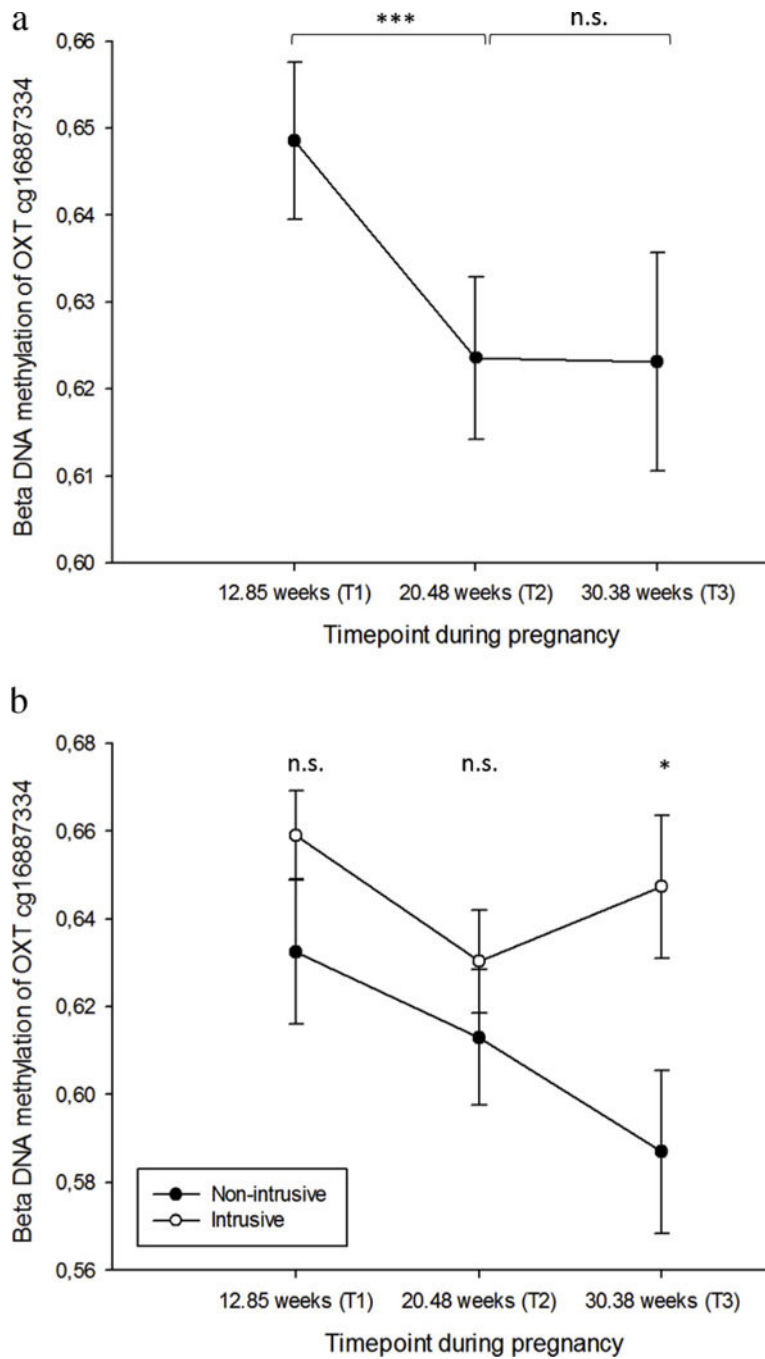 a
*** n.s.
0,66
0,65
0,64
0,63
0,62
0,61
0,60
Beta DNA methylation of OXT cg16887334
12.85 weeks (T1) 20.48 weeks (T2) 30.38 weeks (T3)
Timepoint during pregnancy
b
n.s. n.s. *
0,68
0,66
0,64
0,62
0,60
0,58
0,56
Beta DNA methylation of OXT cg16887334
Non-intrusive
Intrusive
12.85 weeks (T1) 20.48 weeks (T2) 30.38 weeks (T3)
Timepoint during pregnancy